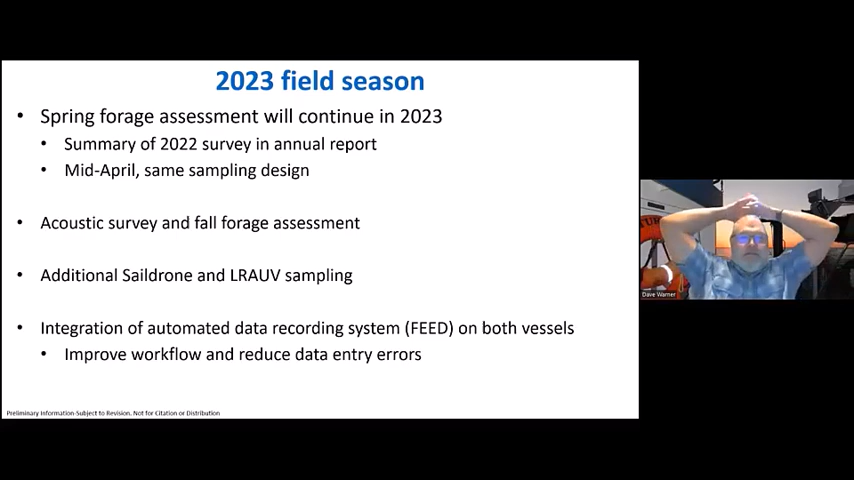 2023 field season
• Spring forage assessment will continue in 2023
• Summary of 2022 survey in annual report
• Mid-April, same sampling design
• Acoustic survey and fall forage assessment
• Additional Saildrone and LRAUV sampling
• Integration of automated data recording system (FEED) on both vessels
• Improve workflow and reduce data entry errors
Preliminary Information-Subject to Revision. Not for Citation or Distribution
Dave Warner